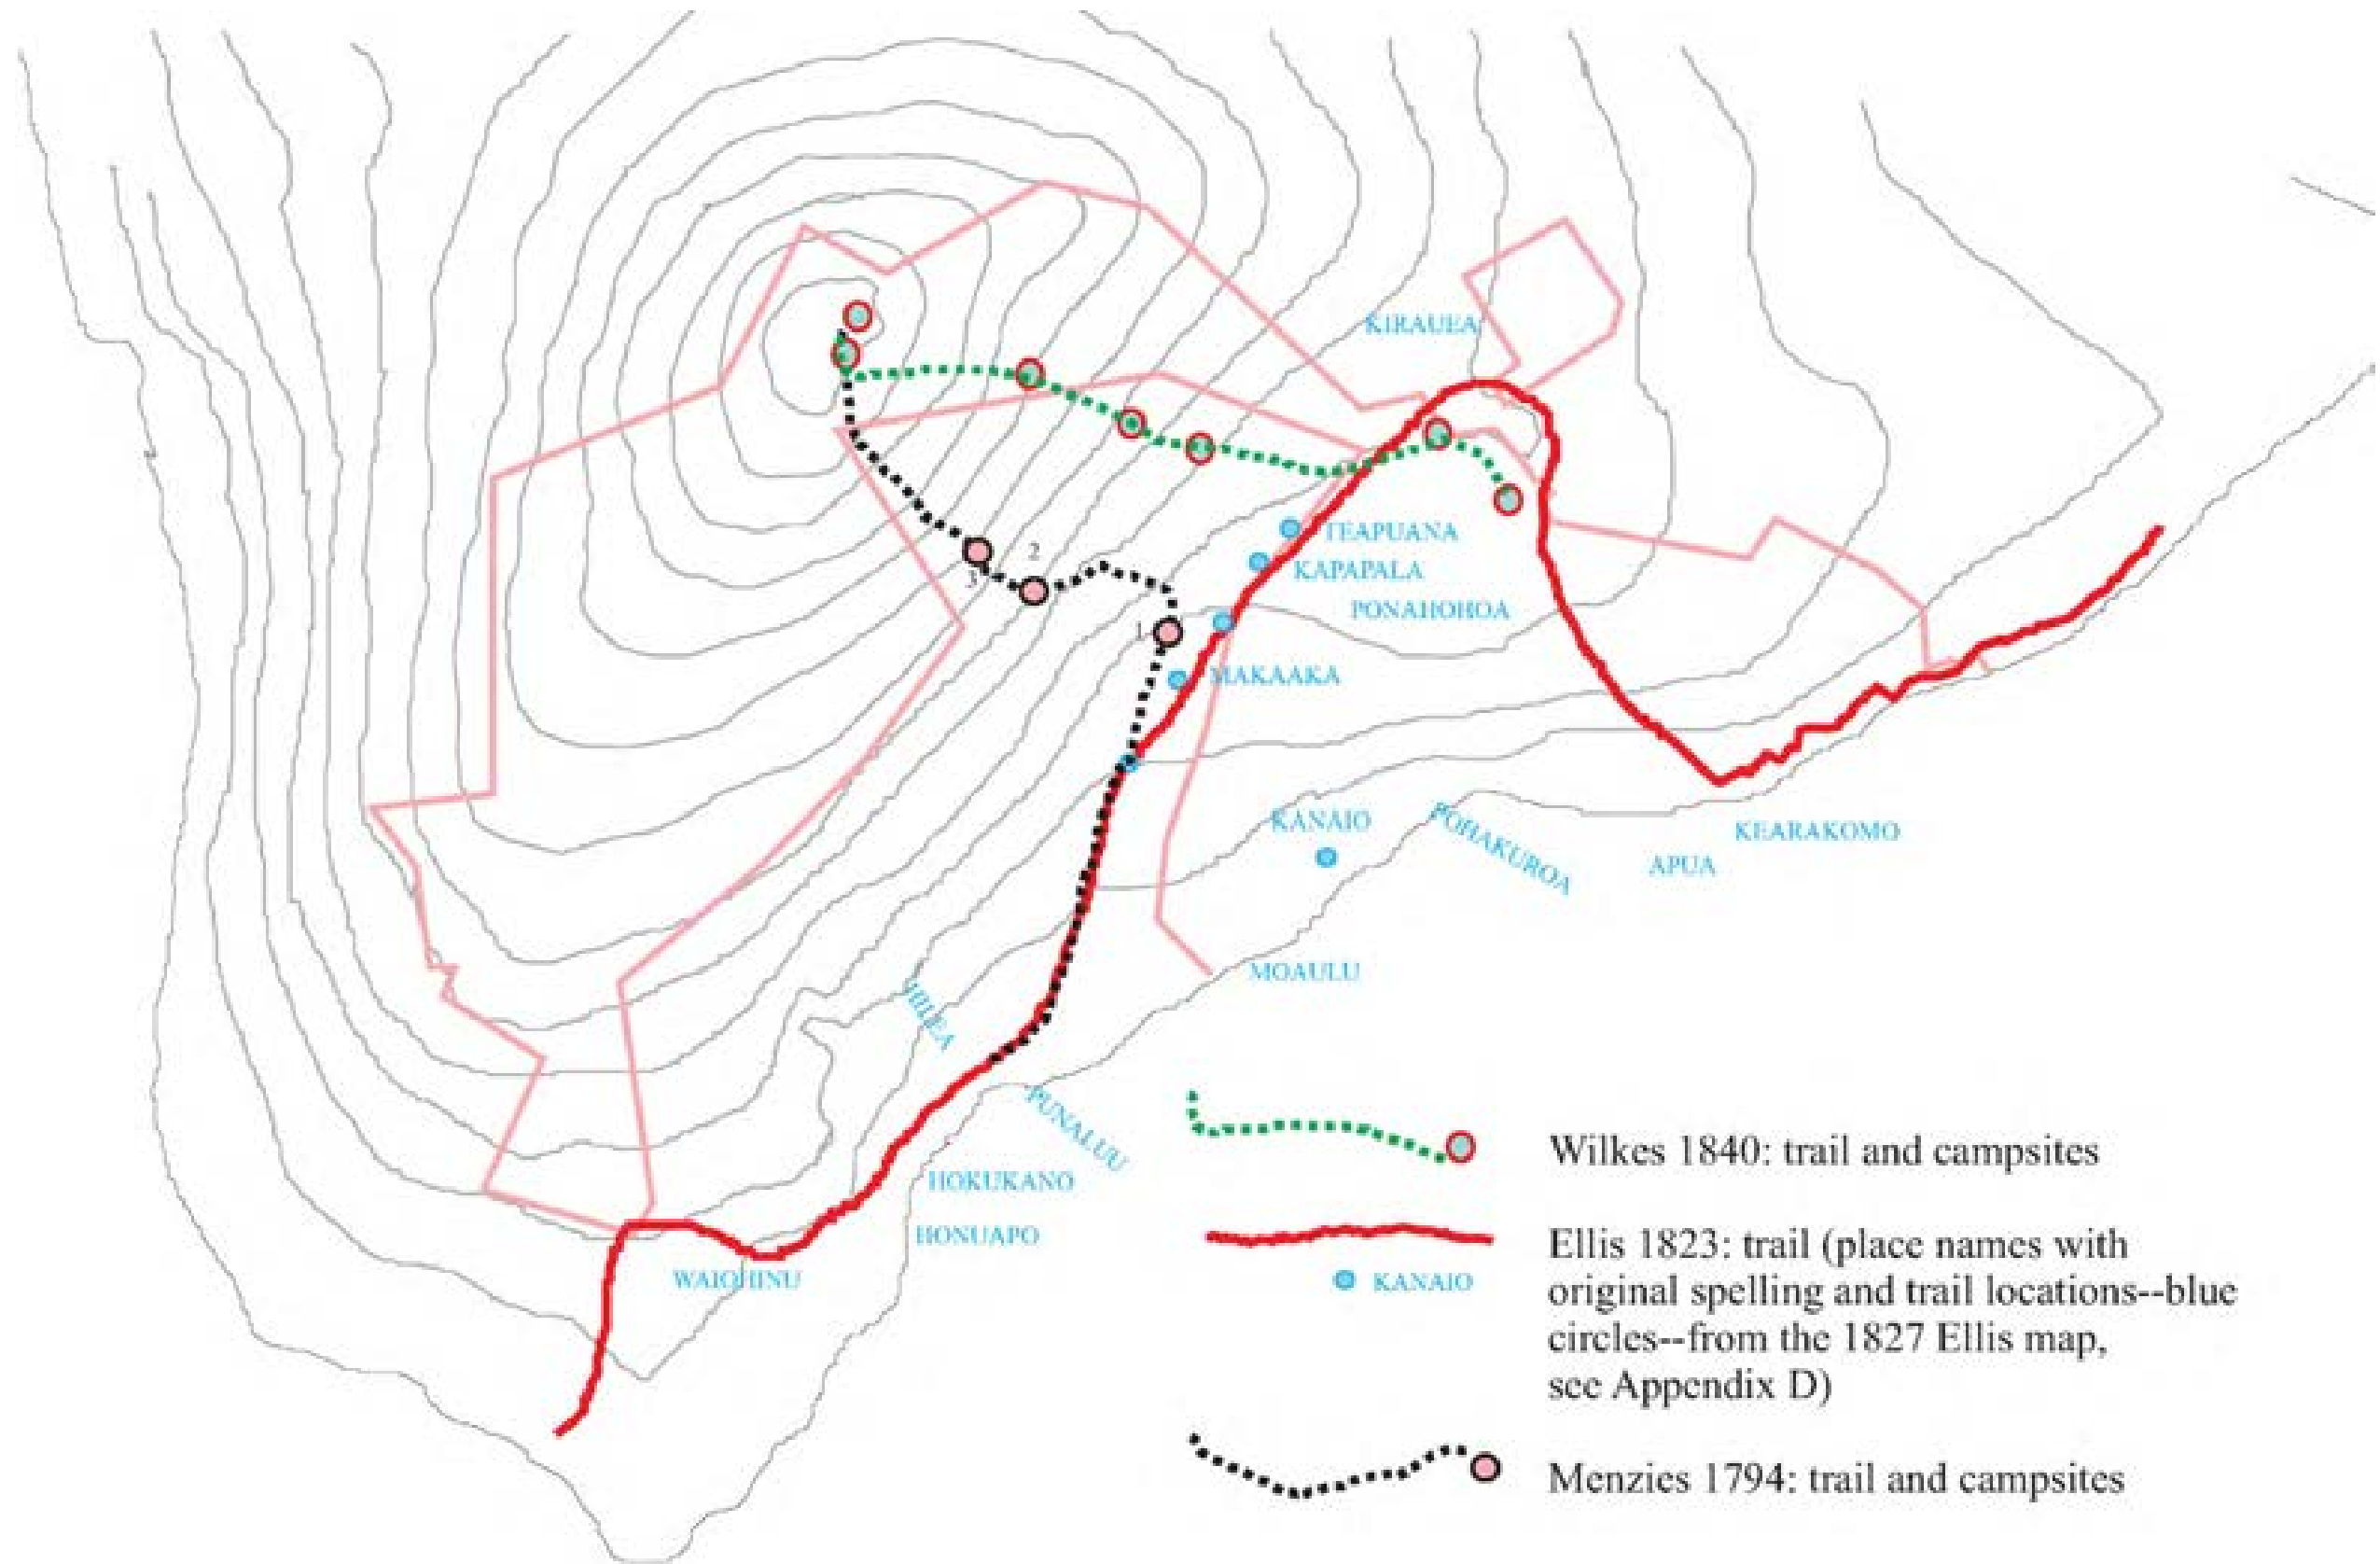 KIRAUEA
TEAPUANA
KAPAPALA
2
3
PONAHOHOA
1
MAKAAKA
KANAIO
POHAKUROA
KEARAKOMO
APUA
MOAULU
HILEA
PUNALUU
HOKUKANO
HONUAPO
WAIOHINU
Wilkes 1840: trail and campsites
Ellis 1823: trail (place names with
KANAIO
original spelling and trail locations--blue
circles--from the 1827 Ellis map,
see Appendix D)
Menzies 1794: trail and campsites